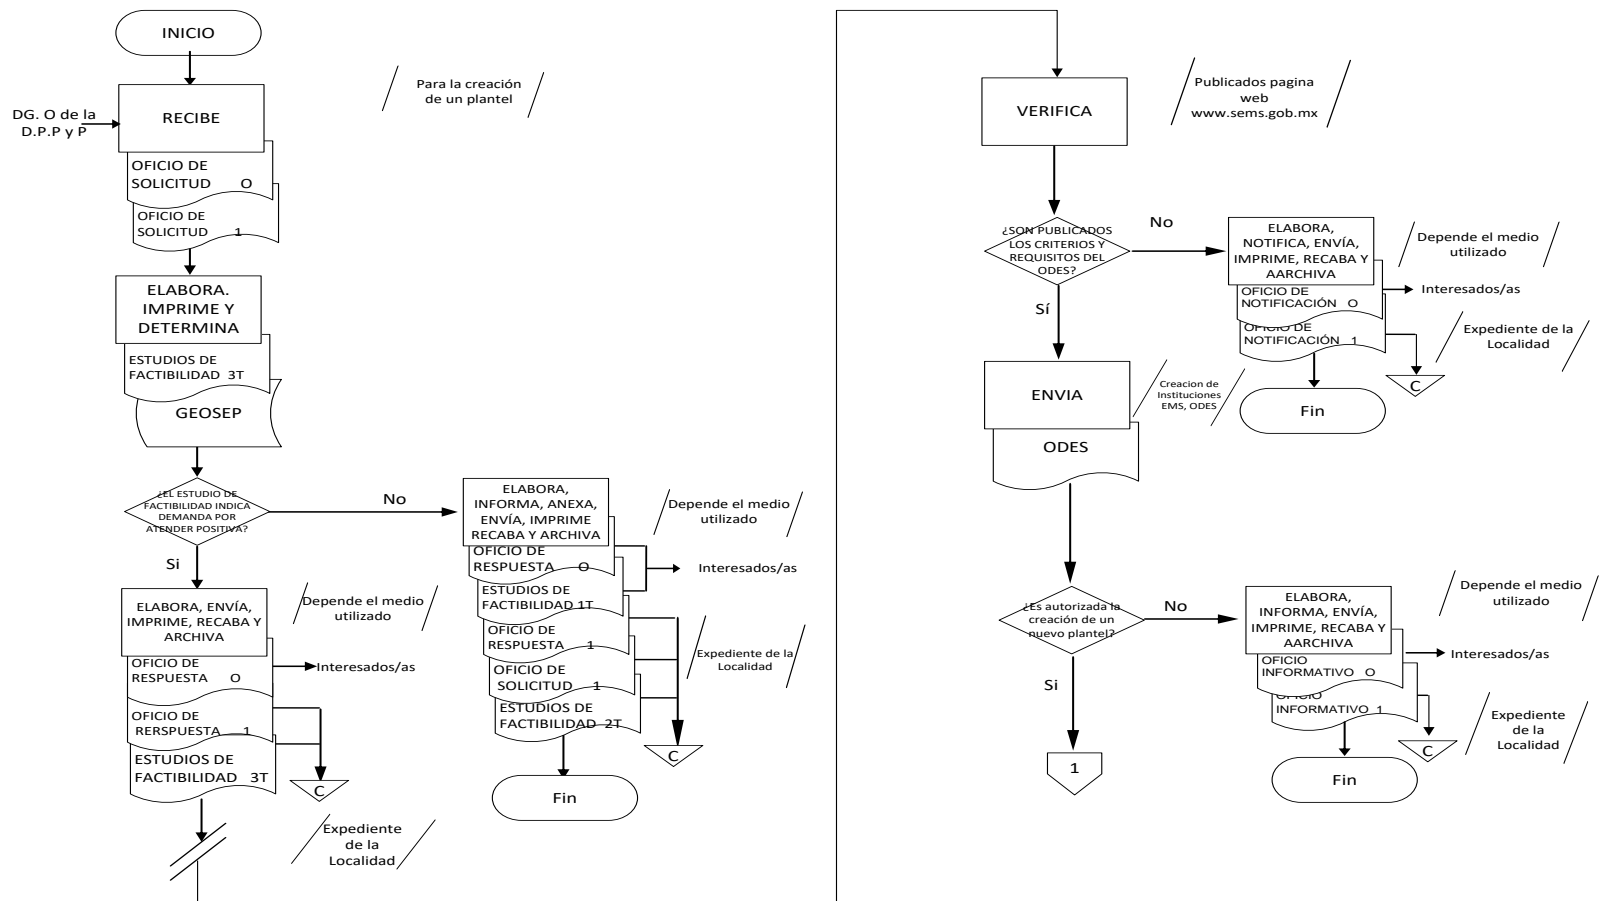 INICIO
Para la creación
de un plantel
DG. O de la
D.P.P y P
RECIBE
OFICIO DE
SOLICITUD O
OFICIO DE
SOLICITUD 1
ELABORA.
IMPRIME Y
DETERMINA
ESTUDIOS DE
FACTIBILIDAD 3T
GEOSEP
¿EL ESTUDIO DE
FACTIBILIDAD INDICA
DEMANDA POR
ATENDER POSITIVA?
No
ELABORA,
INFORMA, ANEXA,
ENVÍA, IMPRIME
RECABA Y ARCHIVA
Depende el medio
utilizado
OFICIO DE
RESPUESTA O
Interesados/as
ESTUDIOS DE
FACTIBILIDAD 1T
OFICIO DE
RESPUESTA 1
Expediente de la
Localidad
OFICIO DE
SOLICITUD 1
ESTUDIOS DE
FACTIBILIDAD 2T
C
Fin
Si
ELABORA, ENVÍA,
IMPRIME, RECABA Y
ARCHIVA
Depende el medio
utilizado
OFICIO DE
RESPUESTA O
Interesados/as
OFICIO DE
RERSPUESTA 1
ESTUDIOS DE
FACTIBILIDAD 3T
C
Expediente
de la
Localidad
VERIFICA
Publicados pagina
web
www.sems.gob.mx
¿SON PUBLICADOS
LOS CRITERIOS Y
REQUISITOS DEL
ODES?
No
ELABORA,
NOTIFICA, ENVÍA,
IMPRIME, RECABA Y
AARCHIVA
Depende el medio
utilizado
OFICIO DE
NOTIFICACIÓN O
Interesados/as
OFICIO DE
NOTIFICACIÓN 1
Expediente de la
Localidad
C
Fin
Sí
ENVIA
Creacion de
Instituciones
EMS, ODES
ODES
¿Es autorizada la
creación de un
nuevo plantel?
No
ELABORA,
INFORMA, ENVÍA,
IMPRIME, RECABA Y
AARCHIVA
Depende el medio
utilizado
OFICIO
INFORMATIVO O
Interesados/as
OFICIO
INFORMATIVO 1
Expediente
de la
Localidad
C
Fin
Si
1